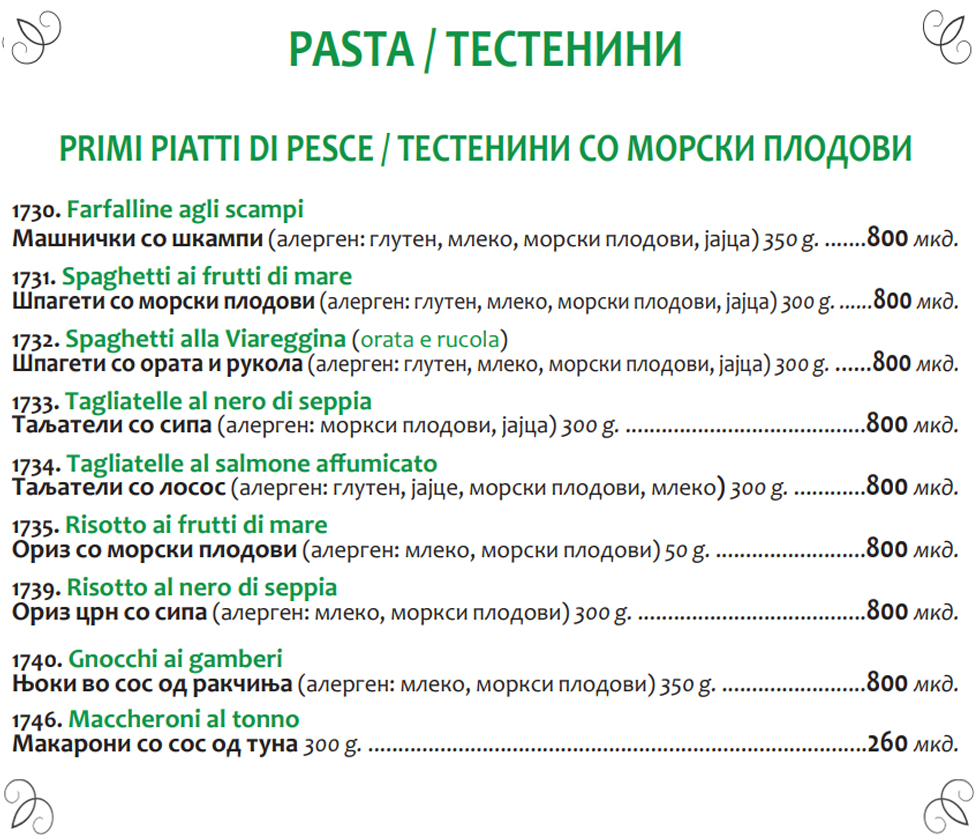 PASTA / ТЕСТЕНИНИ
PRIMI PIATTI DI PESCE / ТЕСТЕНИНИ СО МОРСКИ ПЛОДОВИ
1730. Farfalline agli scampi
Машнички со шкампи (алерген: глутен, млеко, морски плодови, јајца) 350 g. .......800 мкд.
1731. Spaghetti ai frutti di mare
Шпагети со морски плодови (алерген: глутен, млеко, морски плодови, јајца) 300 g. ......800 мкд.
1732. Spaghetti alla Viareggina (orata e rucola)
Шпагети со ората и рукола (алерген: глутен, млеко, морски плодови, јајца) 300 g. ......800 мкд.
1733. Tagliatelle al nero di seppia
Таљатели со сипа (алерген: моркси плодови, јајца) 300 g. ........................................800 мкд.
1734. Tagliatelle al salmone affumicato
Таљатели со лосос (алерген: глутен, јајце, морски плодови, млеко) 300 g. ............800 мкд.
1735. Risotto ai frutti di mare
Ориз со морски плодови (алерген: млеко, морски плодови) 50 g. .........................800 мкд.
1739. Risotto al nero di seppia
Ориз црн со сипа (алерген: млеко, моркси плодови) 300 g. ......................................800 мкд.
1740. Gnocchi ai gamberi
Њоки во сос од ракчиња (алерген: млеко, моркси плодови) 350 g. ........................800 мкд.
1746. Maccheroni al tonno
Макарони со сос од туна 300 g. ...................................................................................260 мкд.